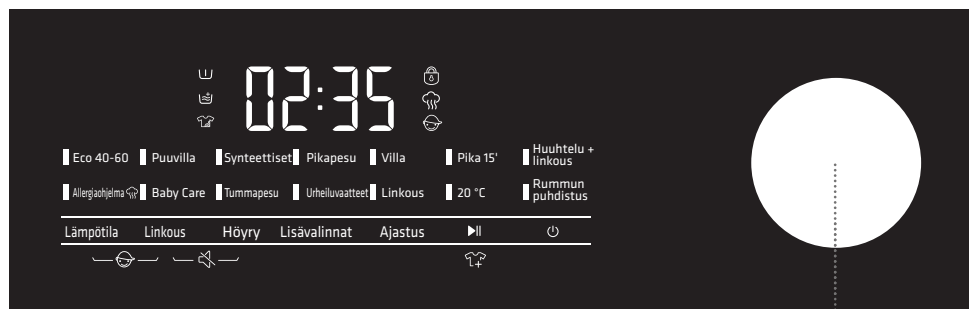 02:35
Eco 40-60 Puuvilla Synteettiset Pikapesu Villa Pika 15' Huuhtelu +
linkous
Allergiaohjelma Baby Care Tummapesu Urheiluvaatteet Linkous 20 °C Rummun
puhdistus
Lämpötila Linkous Höyry Lisävalinnat Ajastus